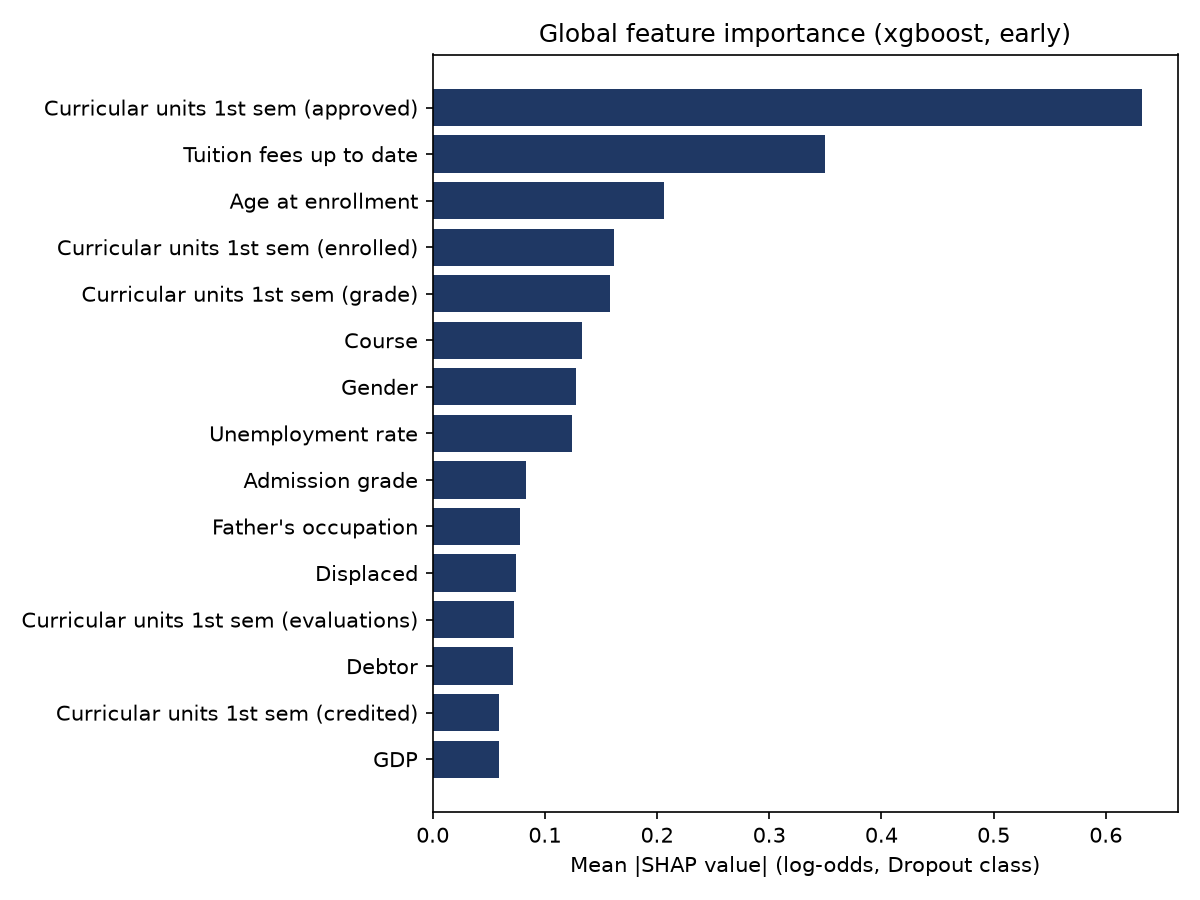 Global feature importance (xgboost, early)
Curricular units 1st sem (approved)
Tuition fees up to date
Age at enrollment
Curricular units 1st sem (enrolled)
Curricular units 1st sem (grade)
Course
Gender
Unemployment rate
Admission grade
Father's occupation
Displaced
Curricular units 1st sem (evaluations)
Debtor
Curricular units 1st sem (credited)
GDP
0.0 0.1 0.2 0.3 0.4 0.5 0.6
Mean |SHAP value| (log-odds, Dropout class)